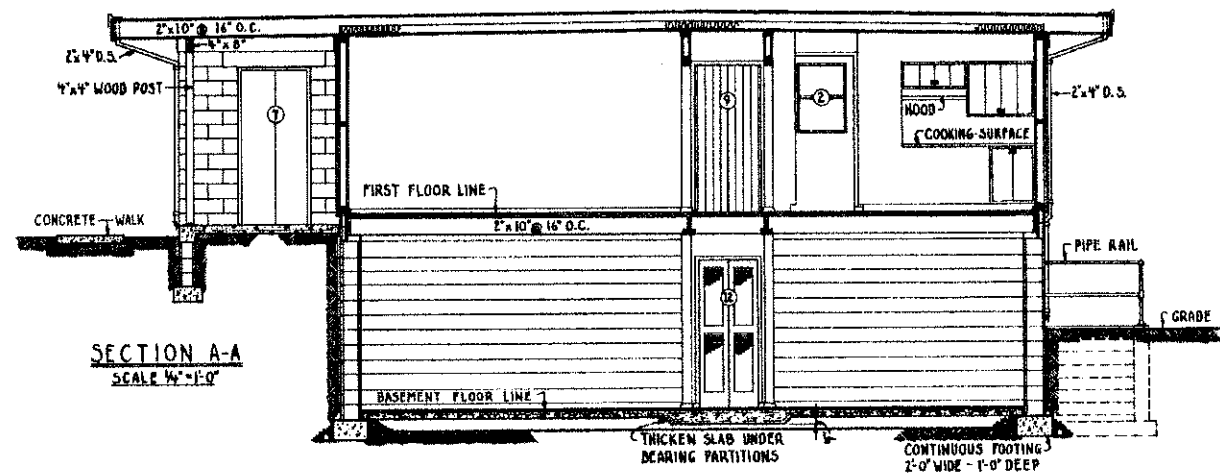 2"x10" @ 16" O.C.
4"x8"
2"x4" D.S.
4"x4" WOOD POST
7
9
2
HOOD
COOKING-SURFACE
2"x4" D.S.
FIRST FLOOR LINE
CONCRETE-WALK
2"x10" @ 16" O.C.
PIPE RAIL
12
GRADE
SECTION A-A
SCALE 1/4"=1'-0"
BASEMENT FLOOR LINE
THICKEN SLAB UNDER
BEARING PARTITIONS
CONTINUOUS FOOTING
2'-0" WIDE - 1'-0" DEEP